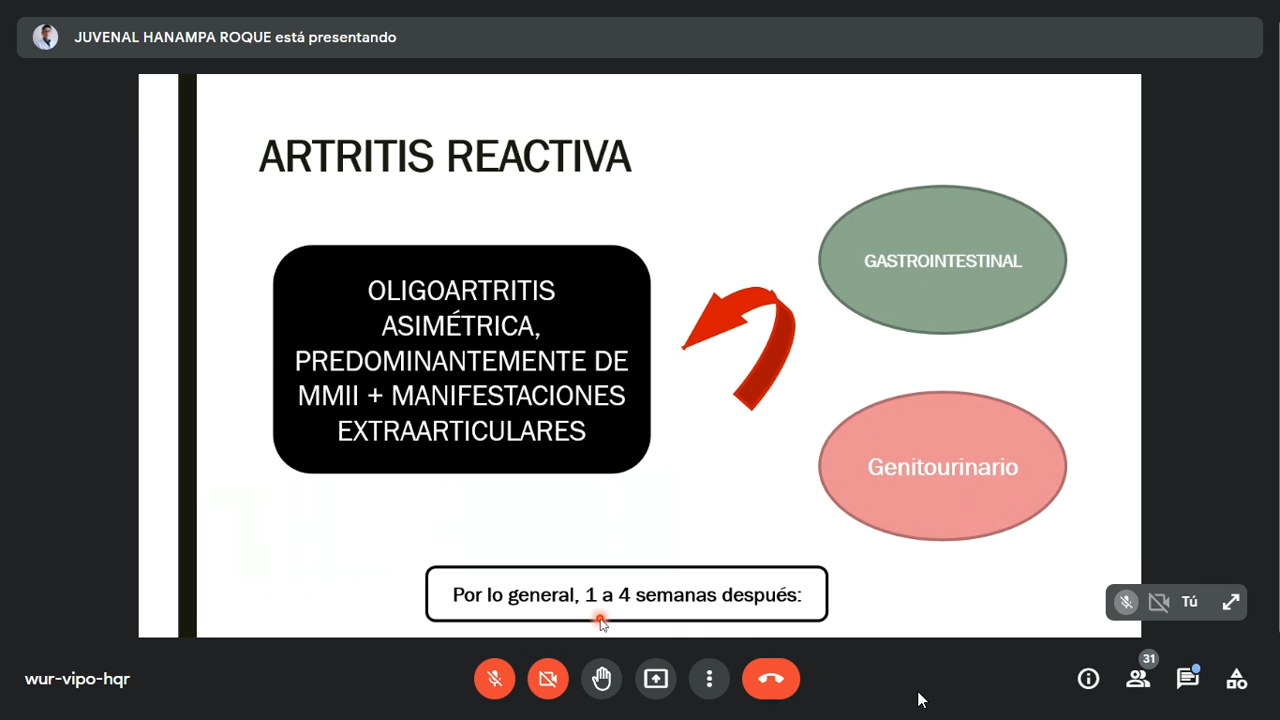 JUVENAL HANAMPA ROQUE está presentando
ARTRITIS REACTIVA
OLIGOARTRITIS
ASIMÉTRICA,
PREDOMINANTEMENTE DE
MMII + MANIFESTACIONES
EXTRAARTICULARES
GASTROINTESTINAL
Genitourinario
Por lo general, 1 a 4 semanas después:
Tú
31
wur-vipo-hqr